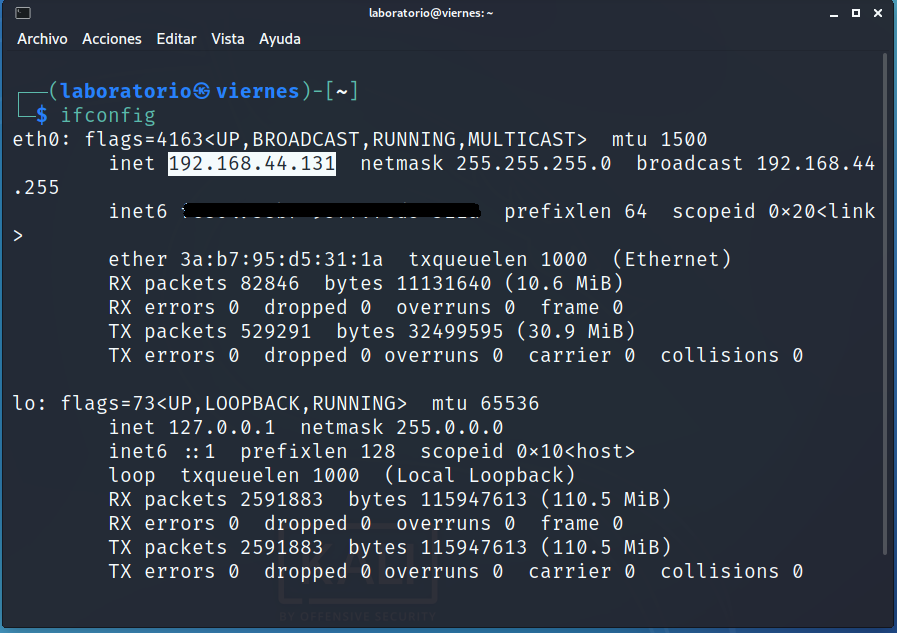 laboratorio@viernes: ~
Archivo Acciones Editar Vista Ayuda
┌──(laboratorio㉿viernes)-[~]
└─$ ifconfig
eth0: flags=4163<UP,BROADCAST,RUNNING,MULTICAST>  mtu 1500
        inet 192.168.44.131  netmask 255.255.255.0  broadcast 192.168.44
.255
        inet6  prefixlen 64  scopeid 0×20<link
>
        ether 3a:b7:95:d5:31:1a  txqueuelen 1000  (Ethernet)
        RX packets 82846  bytes 11131640 (10.6 MiB)
        RX errors 0  dropped 0  overruns 0  frame 0
        TX packets 529291  bytes 32499595 (30.9 MiB)
        TX errors 0  dropped 0 overruns 0  carrier 0  collisions 0
lo: flags=73<UP,LOOPBACK,RUNNING>  mtu 65536
        inet 127.0.0.1  netmask 255.0.0.0
        inet6 ::1  prefixlen 128  scopeid 0×10<host>
        loop  txqueuelen 1000  (Local Loopback)
        RX packets 2591883  bytes 115947613 (110.5 MiB)
        RX errors 0  dropped 0  overruns 0  frame 0
        TX packets 2591883  bytes 115947613 (110.5 MiB)
        TX errors 0  dropped 0 overruns 0  carrier 0  collisions 0
BY OFFENSIVE SECURITY